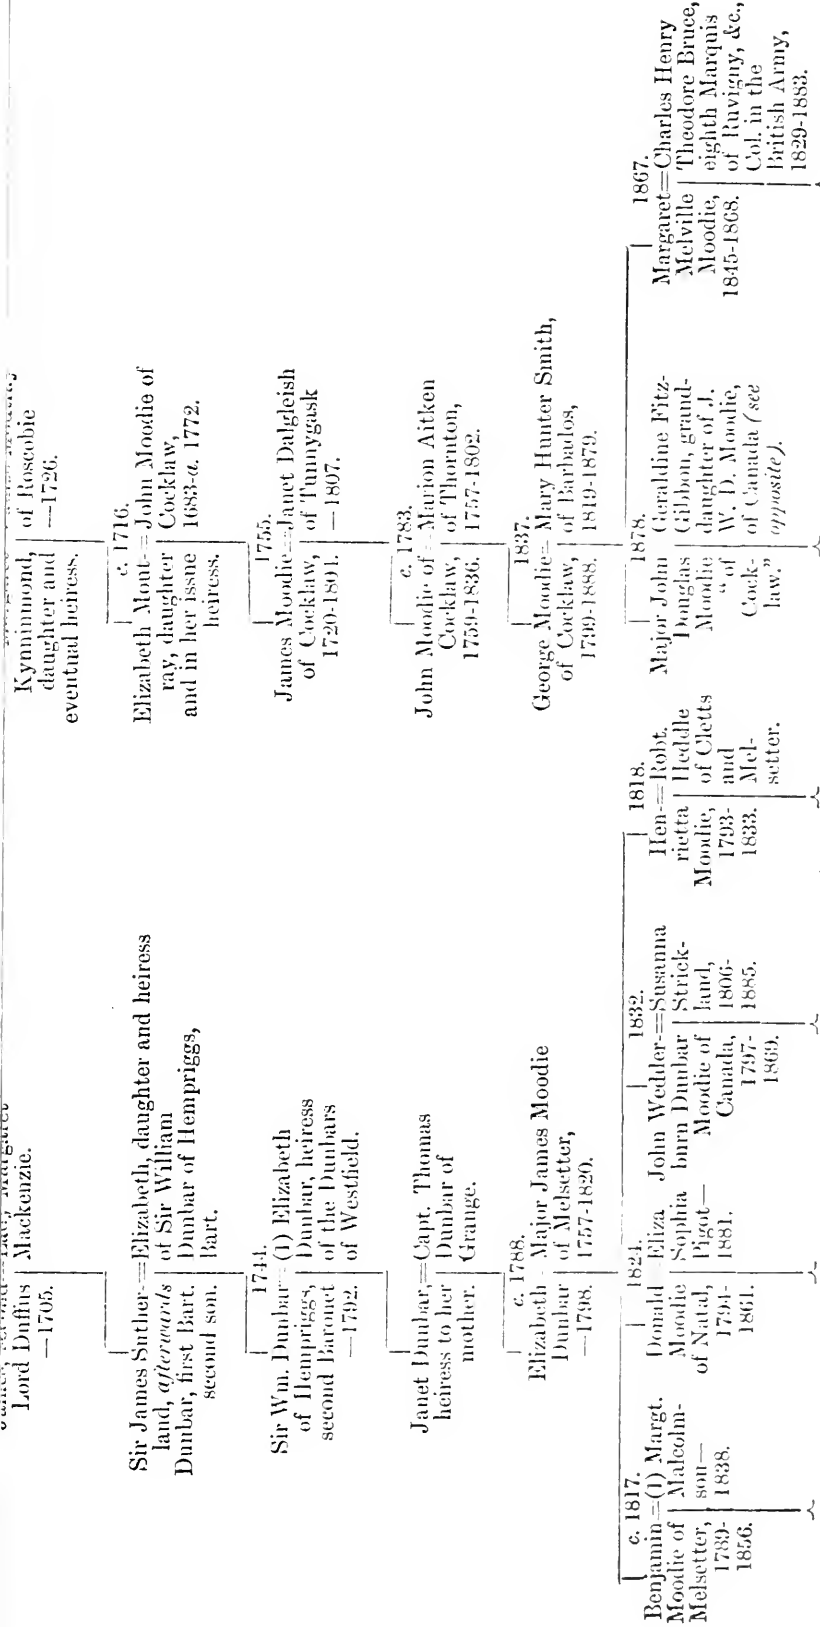 Lord Duffus
—1705.
Mackenzie.
Sir James Suther-=Elizabeth, daughter and heiress
land, afterwards
Dunbar, first Bart.
second son.
of Sir William
Dunbar of Hempriggs,
Bart.
1744.
Sir Wm. Dunbar=(1) Elizabeth
of Hempriggs,
second Baronet
—1792.
Dunbar, heiress
of the Dunbars
of Westfield.
Janet Dunbar,=Capt. Thomas
heiress to her
mother.
Dunbar of
Grange.
c. 1788.
Elizabeth=Major James Moodie
Dunbar
—1798.
of Melsetter,
1757-1820.
c. 1817.
Benjamin=(1) Margt.
Moodie of
Melsetter,
1789-
1856.
Malcolm-
son—
1838.
1824.
Donald=Eliza
Moodie
of Natal,
1794-
1861.
Sophia
Pigot—
1881.
1832.
John Wedder-=Susanna
burn Dunbar
Moodie of
Canada,
1797-
1869.
Strick-
land,
1806-
1885.
1818.
Hen-=Robt.
rietta
Moodie,
1793-
1833.
Heddle
of Cletts
and
Mel-
setter.
Kynninmond,
daughter and
eventual heiress.
of Roscobie
—1726.
c. 1716.
Elizabeth Mout-=John Moodie of
ray, daughter
and in her issue
heiress.
Cocklaw,
1683-a. 1772.
1755.
James Moodie=Janet Dalgleish
of Cocklaw,
1720-1801.
of Tunnygask
—1807.
c. 1783.
John Moodie of=Marion Aitken
Cocklaw,
1759-1836.
of Thornton,
1757-1802.
1837.
George Moodie=Mary Hunter Smith,
of Cocklaw,
1799-1888.
of Barbados,
1819-1879.
1878.
Major John=Geraldine Fitz-
Douglas
Moodie
"of
Cock-
law."
Gibbon, grand-
daughter of J.
W. D. Moodie,
of Canada (see
opposite).
1867.
Margaret=Charles Henry
Melville
Moodie,
1845-1868.
Theodore Bruce,
eighth Marquis
of Ruvigny, &c.,
Col. in the
British Army,
1829-1883.